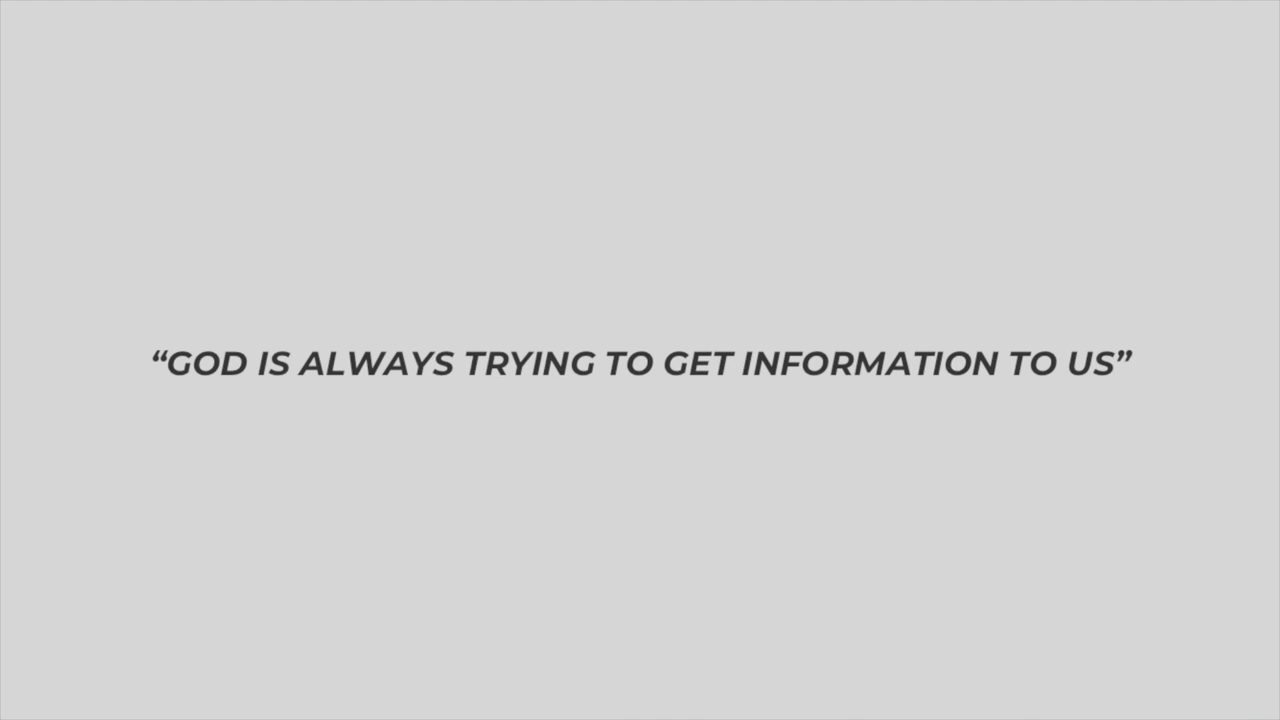 “GOD IS ALWAYS TRYING TO GET INFORMATION TO US”